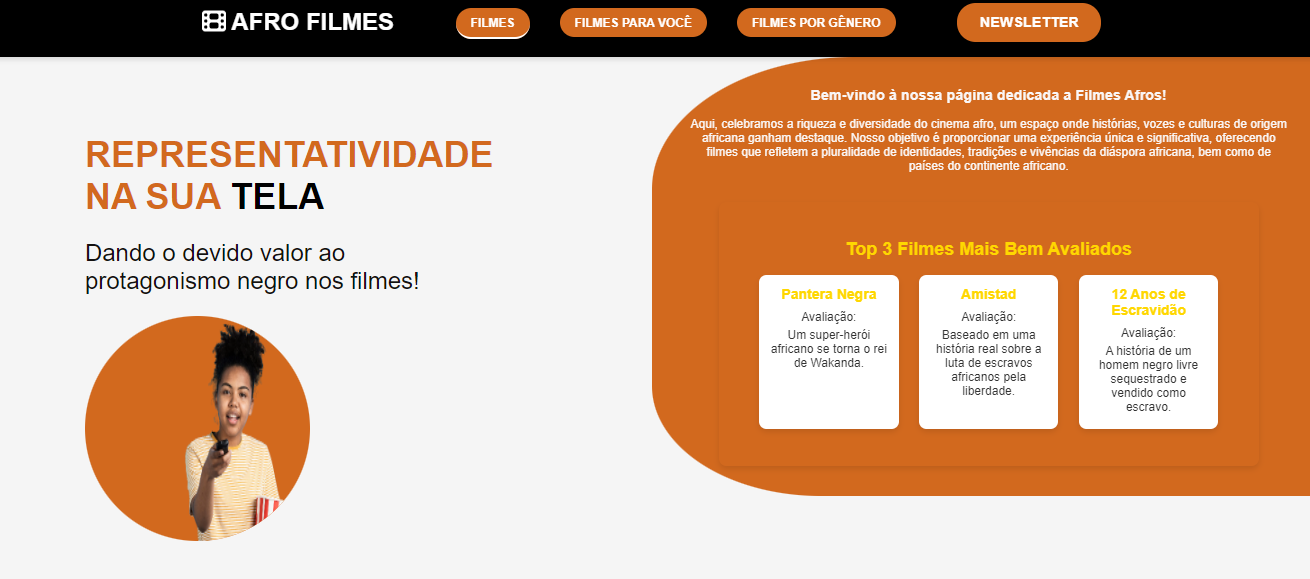 AFRO FILMES
FILMES
FILMES PARA VOCÊ
FILMES POR GÊNERO
NEWSLETTER
REPRESENTATIVIDADE
NA SUA TELA
Dando o devido valor ao
protagonismo negro nos filmes!
Bem-vindo à nossa página dedicada a Filmes Afros!
Aqui, celebramos a riqueza e diversidade do cinema afro, um espaço onde histórias, vozes e culturas de origem
africana ganham destaque. Nosso objetivo é proporcionar uma experiência única e significativa, oferecendo
filmes que refletem a pluralidade de identidades, tradições e vivências da diáspora africana, bem como de
países do continente africano.
Top 3 Filmes Mais Bem Avaliados
Pantera Negra
Avaliação:
Um super-herói
africano se torna o rei
de Wakanda.
Amistad
Avaliação:
Baseado em uma
história real sobre a
luta de escravos
africanos pela
liberdade.
12 Anos de
Escravidão
Avaliação:
A história de um
homem negro livre
sequestrado e
vendido como
escravo.